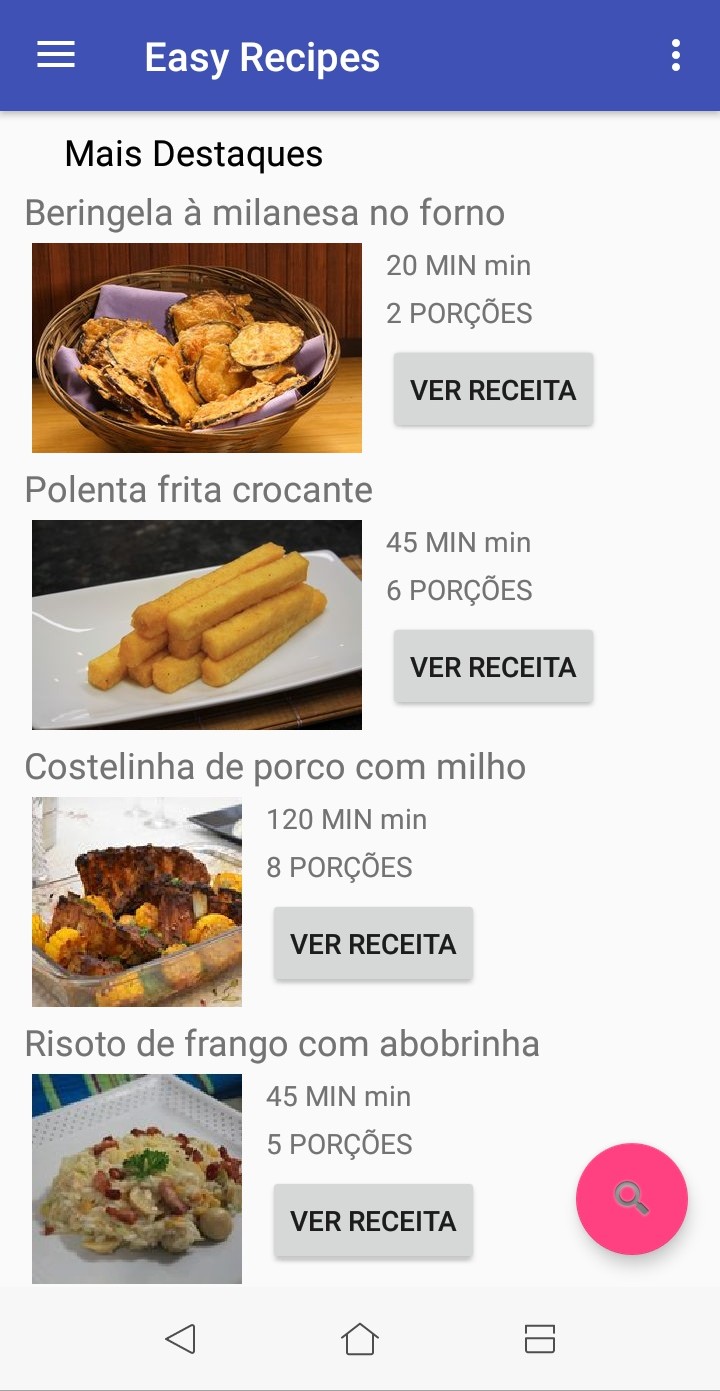 Easy Recipes
Mais Destaques
Beringela à milanesa no forno
20 MIN min
2 PORÇÕES
VER RECEITA
Polenta frita crocante
45 MIN min
6 PORÇÕES
VER RECEITA
Costelinha de porco com milho
120 MIN min
8 PORÇÕES
VER RECEITA
Risoto de frango com abobrinha
45 MIN min
5 PORÇÕES
VER RECEITA